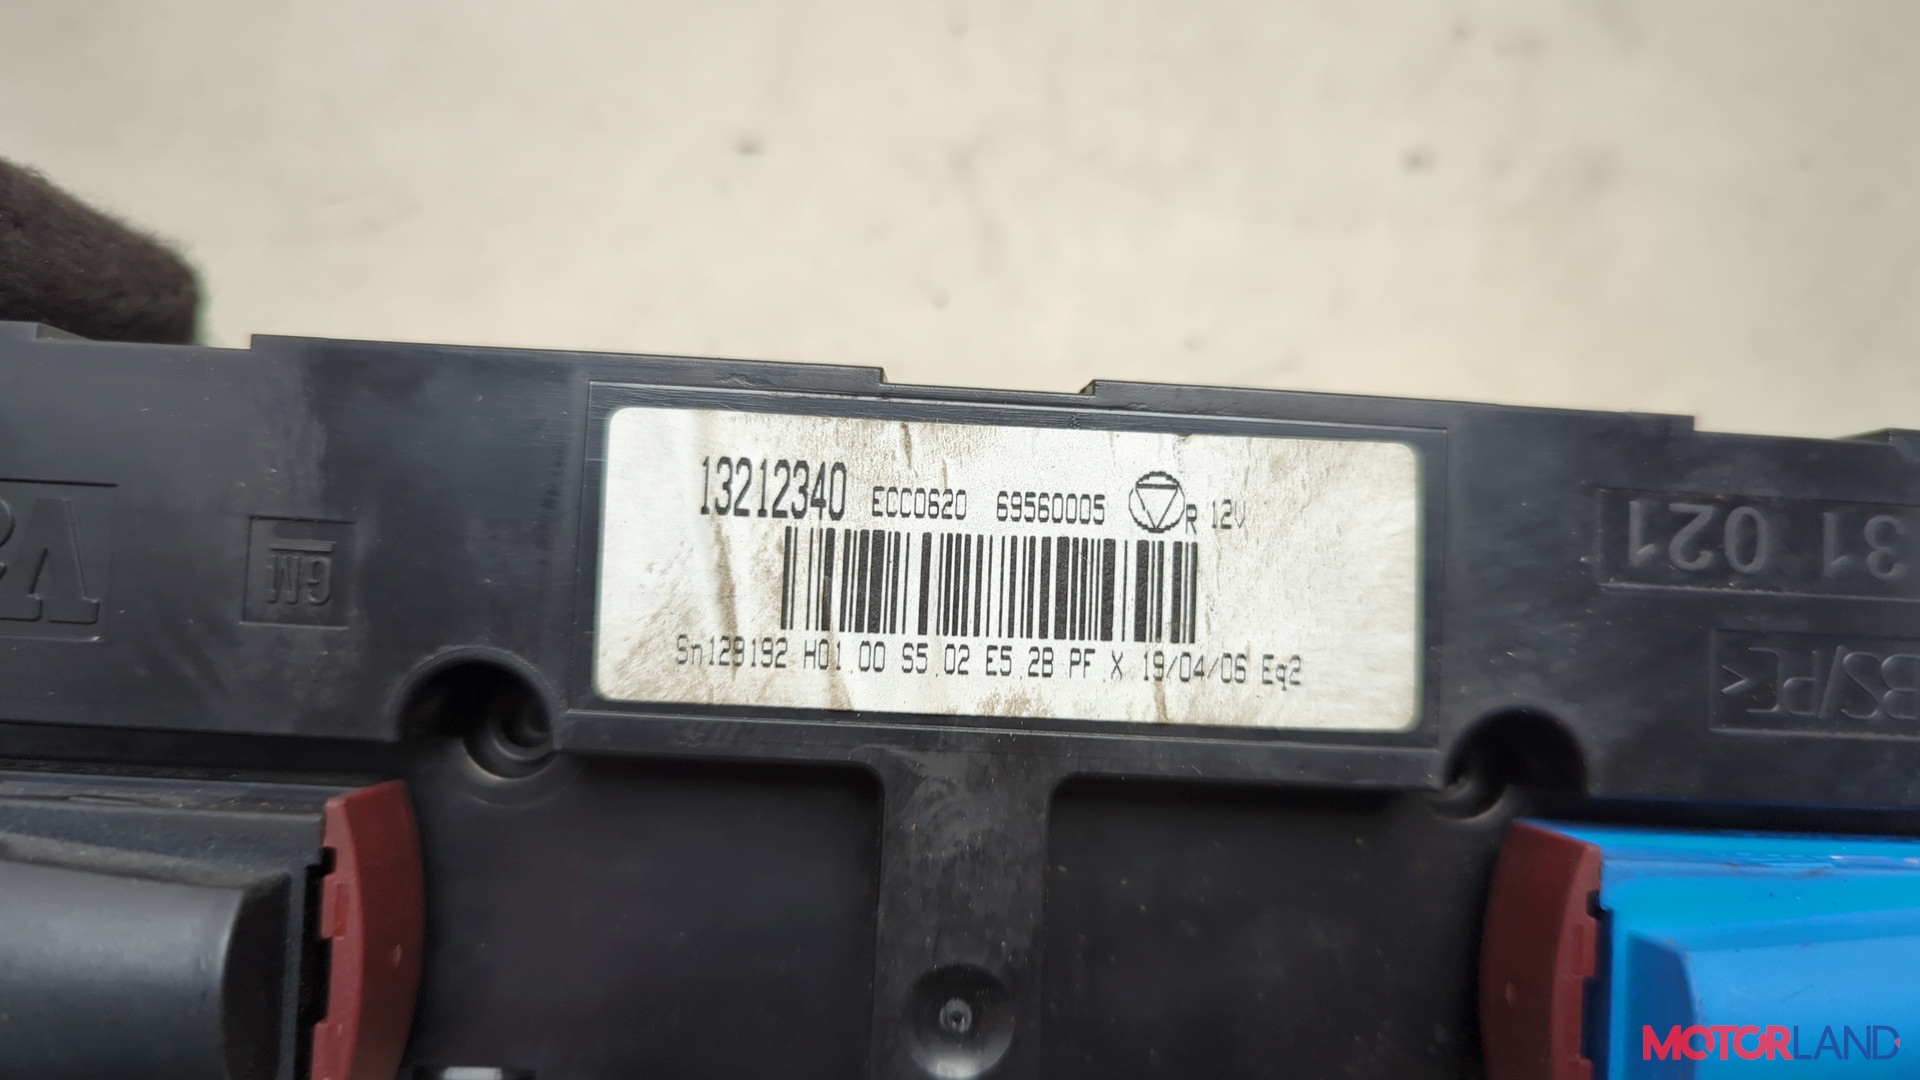 13212340 ECC0620 69560005 R 12V
Sn129192 H01.00 S5.02 E5.2B PF.X 19/04/06 Eq2
GM
31 021
MOTORLAND